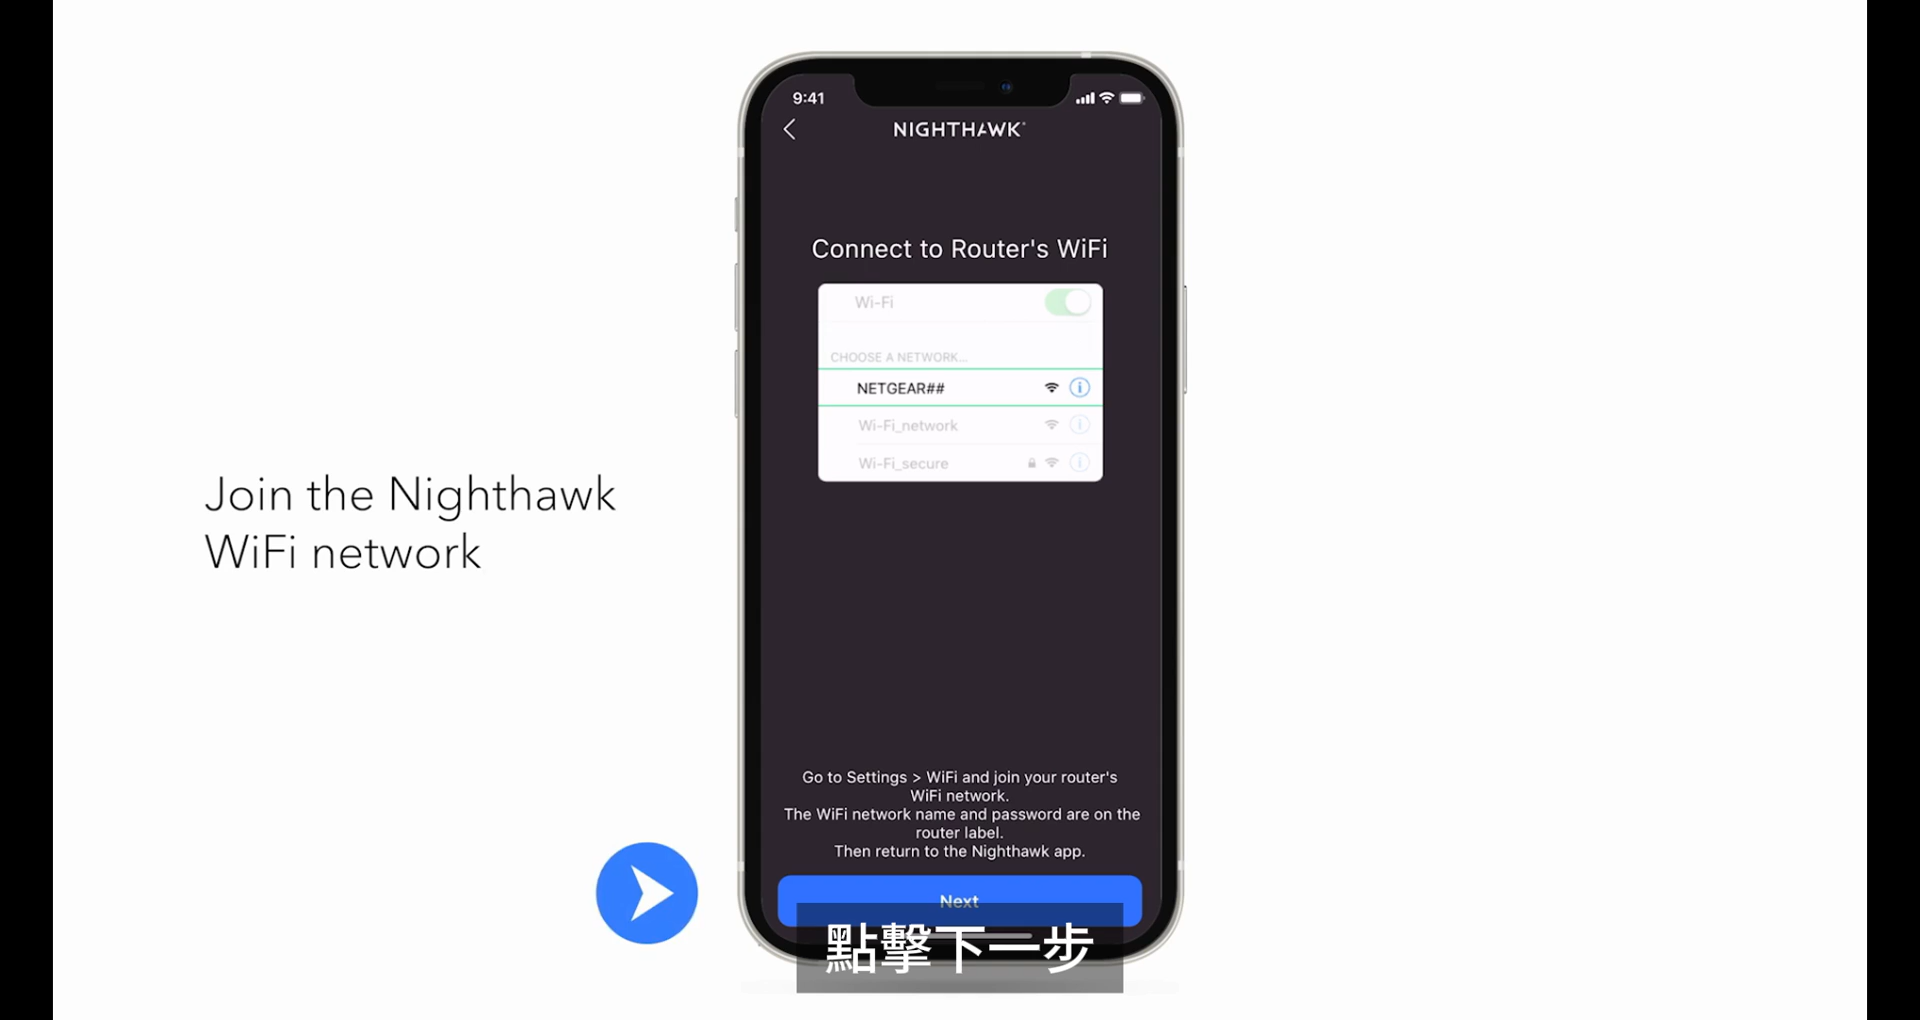 Join the Nighthawk
WiFi network
9:41
NIGHTHAWK®
Connect to Router's WiFi
Wi-Fi
CHOOSE A NETWORK...
NETGEAR##
Wi-Fi_network
Wi-Fi_secure
Go to Settings > WiFi and join your router's
WiFi network.
The WiFi network name and password are on the
router label.
Then return to the Nighthawk app.
Next
點擊下一步